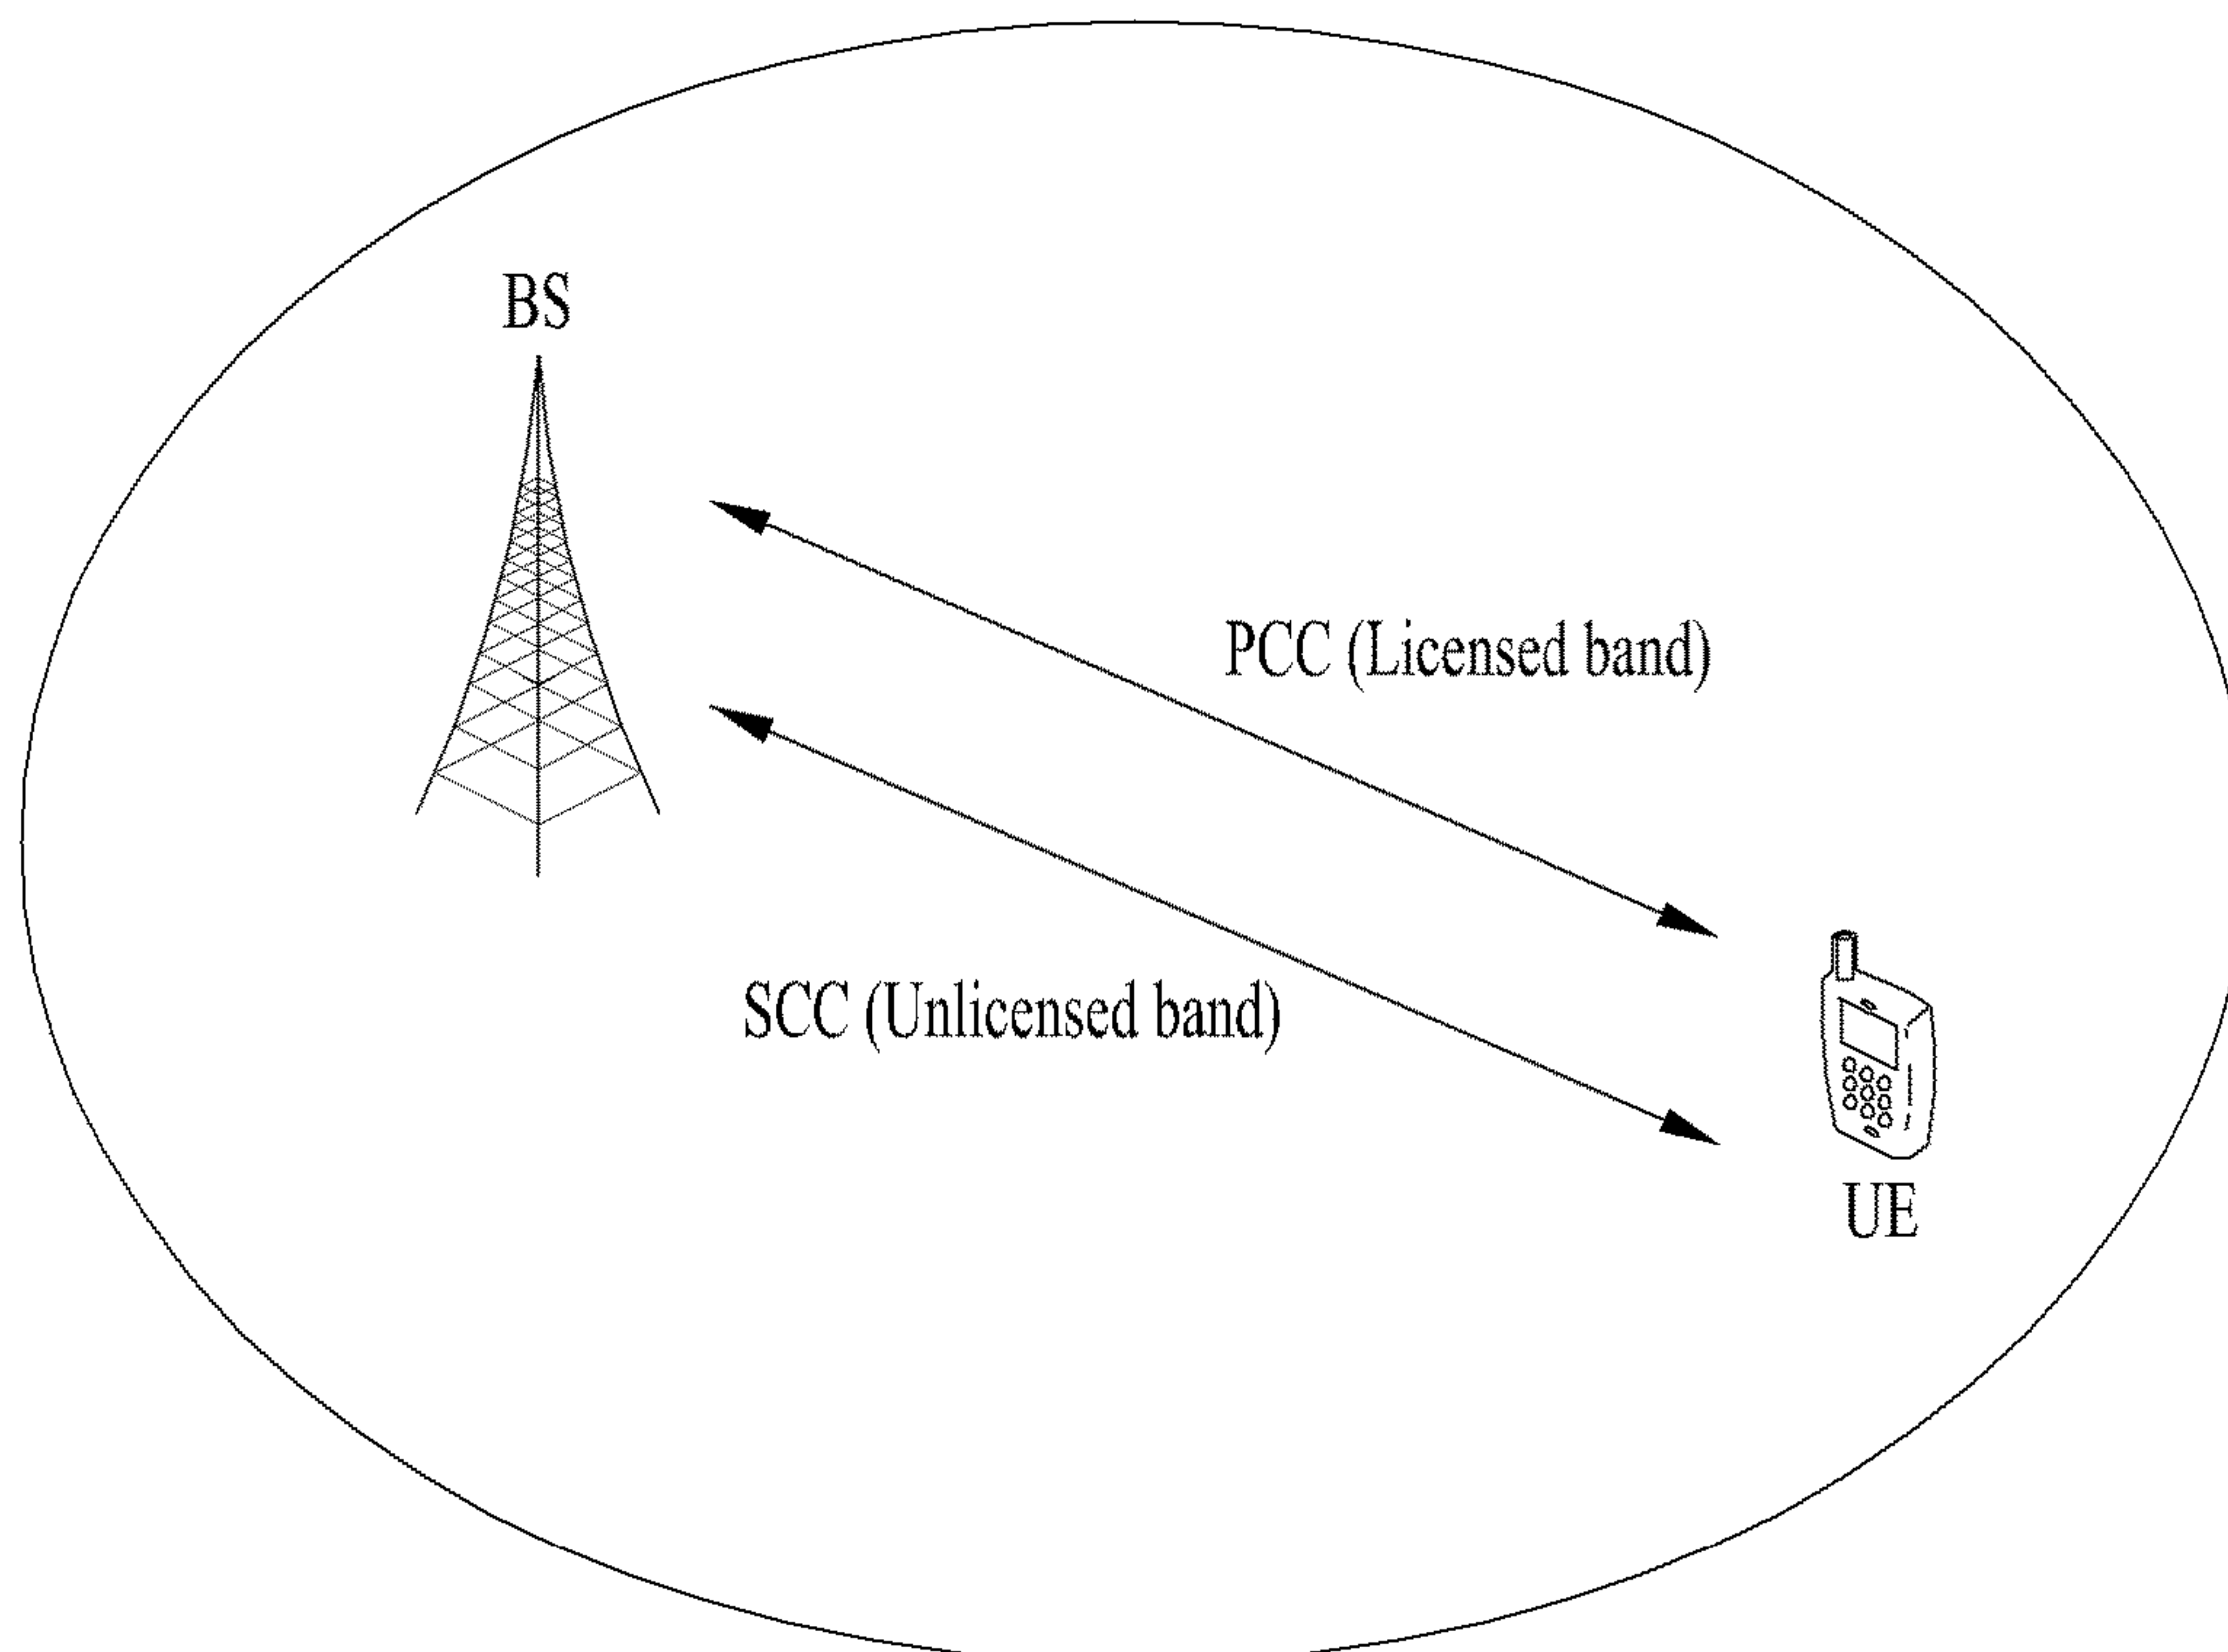 BS
PCC (Licensed band)
SCC (Unlicensed band)
UE